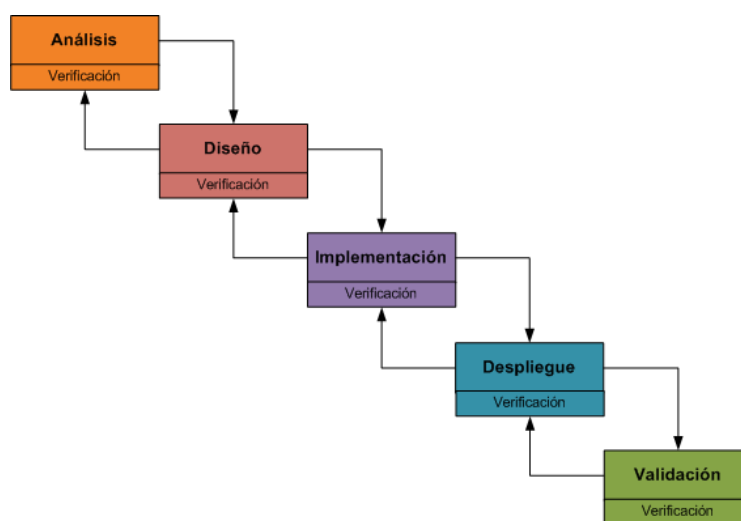 Análisis
Verificación
Diseño
Verificación
Implementación
Verificación
Despliegue
Verificación
Validación
Verificación